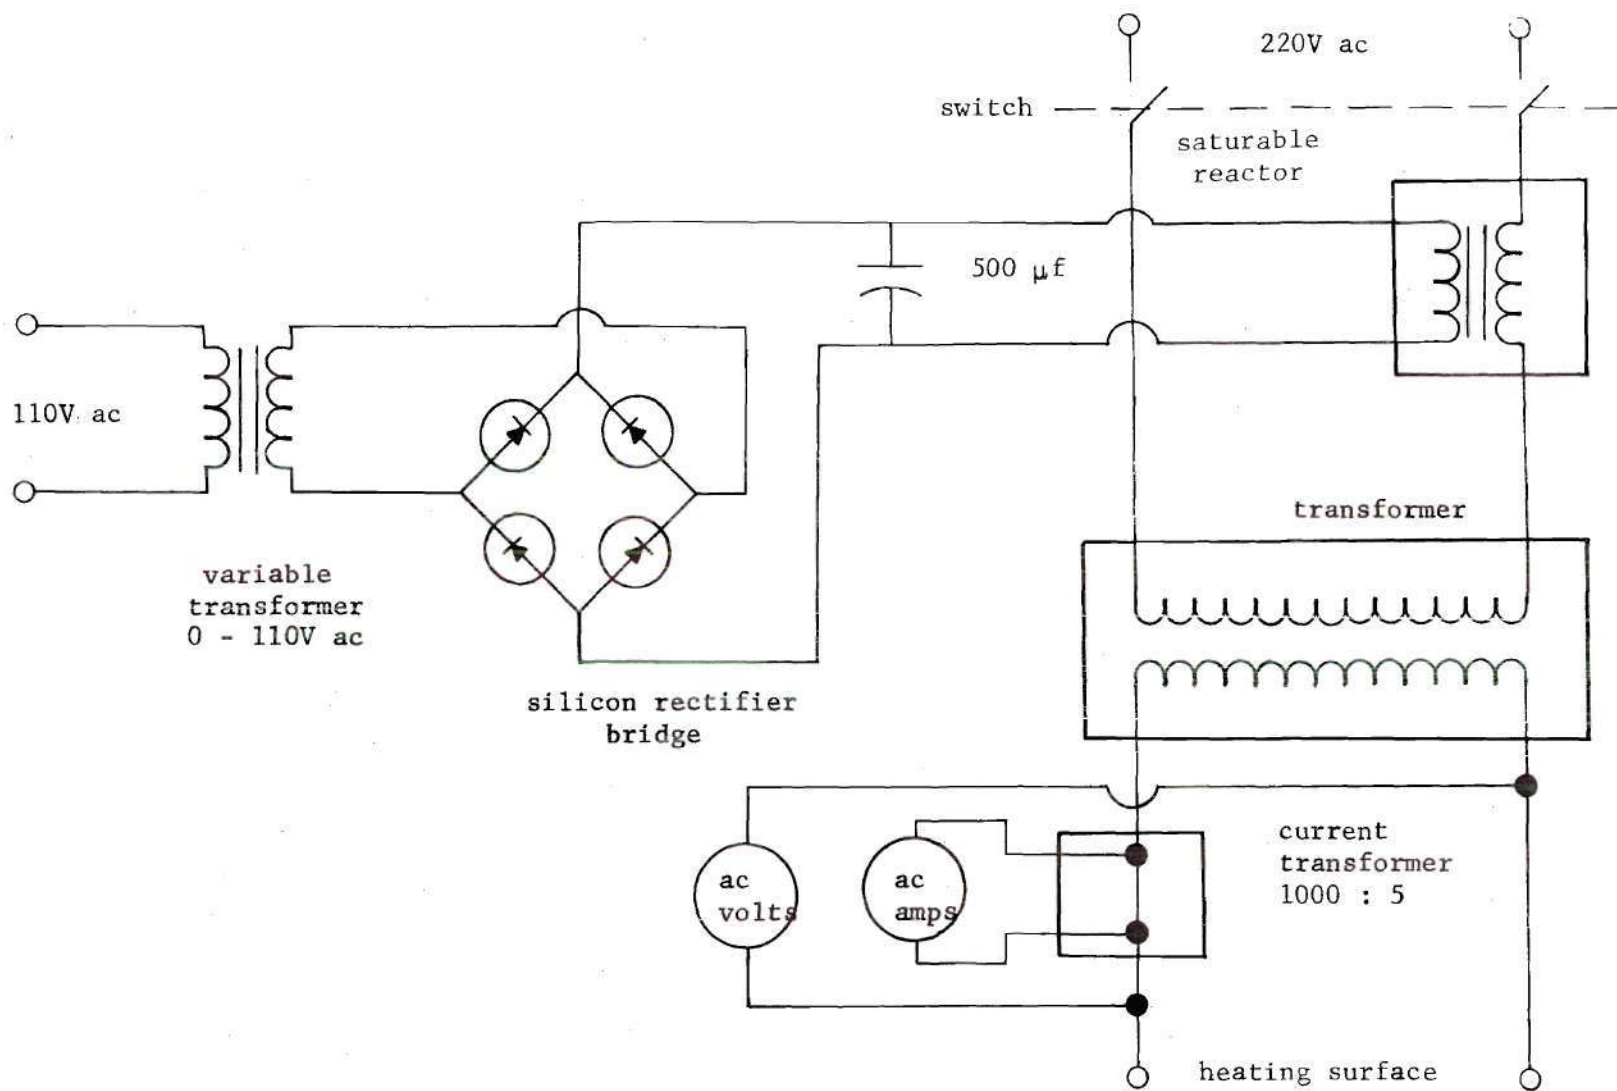 220V ac
switch
saturable
reactor
500 μf
110V ac
transformer
variable
transformer
0 - 110V ac
silicon rectifier
bridge
current
transformer
1000 : 5
ac
volts
ac
amps
heating surface